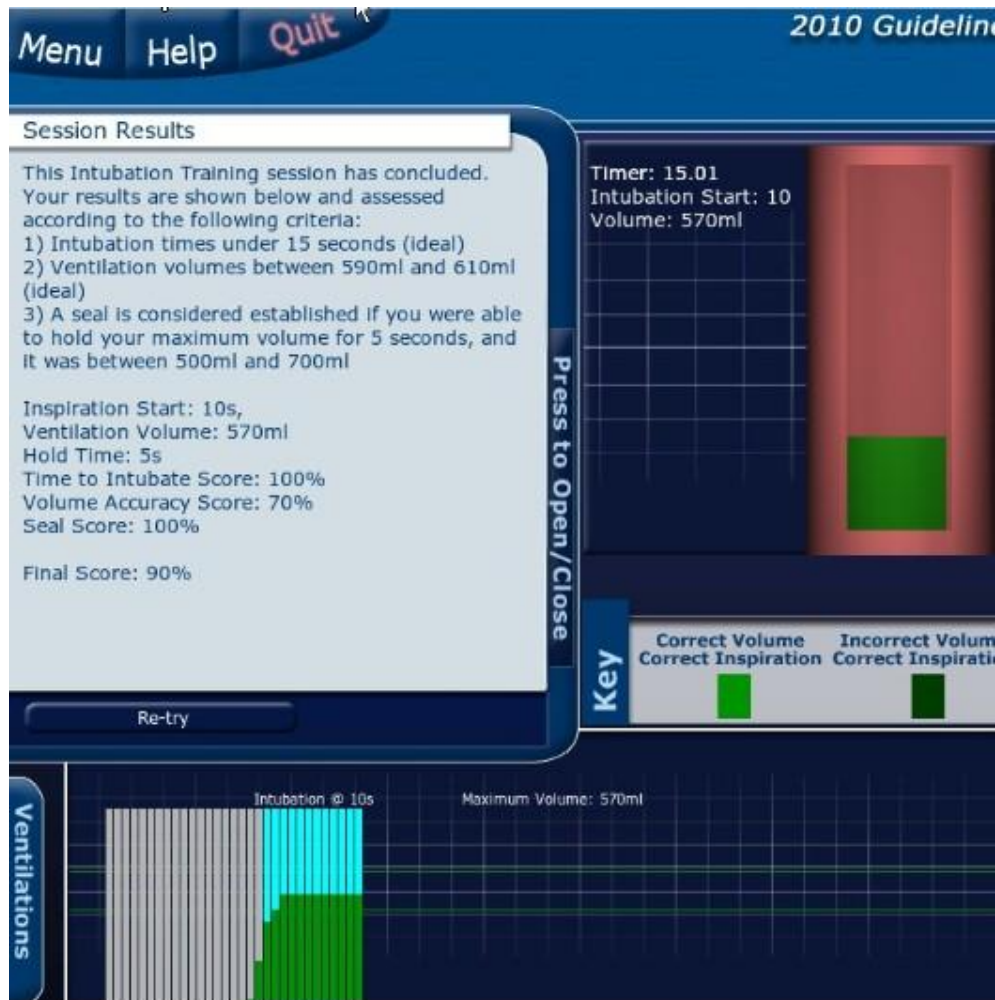 Menu
Help
Quit
2010 Guideline
Session Results
This Intubation Training session has concluded.
Your results are shown below and assessed
according to the following criteria:
1) Intubation times under 15 seconds (ideal)
2) Ventilation volumes between 590ml and 610ml
(ideal)
3) A seal is considered established if you were able
to hold your maximum volume for 5 seconds, and
it was between 500ml and 700ml
Inspiration Start: 10s,
Ventilation Volume: 570ml
Hold Time: 5s
Time to Intubate Score: 100%
Volume Accuracy Score: 70%
Seal Score: 100%
Final Score: 90%
Re-try
Press to Open/Close
Timer: 15.01
Intubation Start: 10
Volume: 570ml
Key
Correct Volume
Correct Inspiration
Incorrect Volum
Correct Inspiratio
Ventilations
Intubation @ 10s
Maximum Volume: 570ml